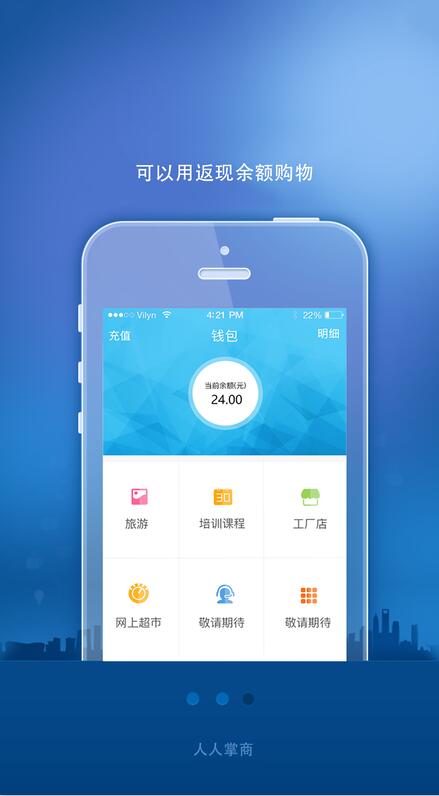 可以用返现余额购物
Vilyn 4:21 PM 22%
充值 钱包 明细
当前余额(元)
24.00
30
旅游 培训课程 工厂店
网上超市 敬请期待 敬请期待
人人掌商